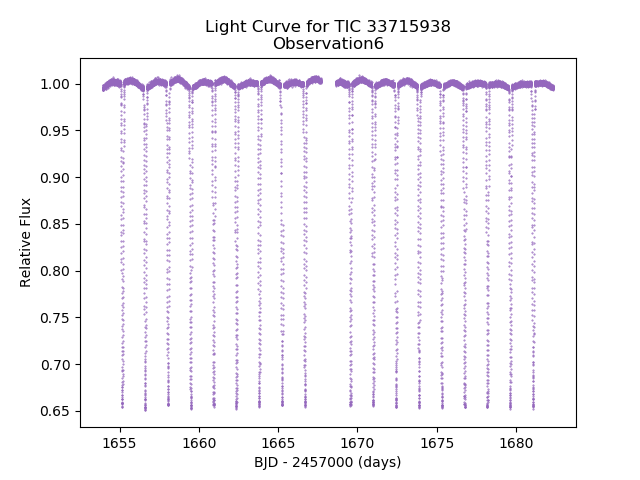 Light Curve for TIC 33715938
Observation6
1.00
0.95
0.90
0.85
0.80
0.75
0.70
0.65
Relative Flux
1655 1660 1665 1670 1675 1680
BJD - 2457000 (days)